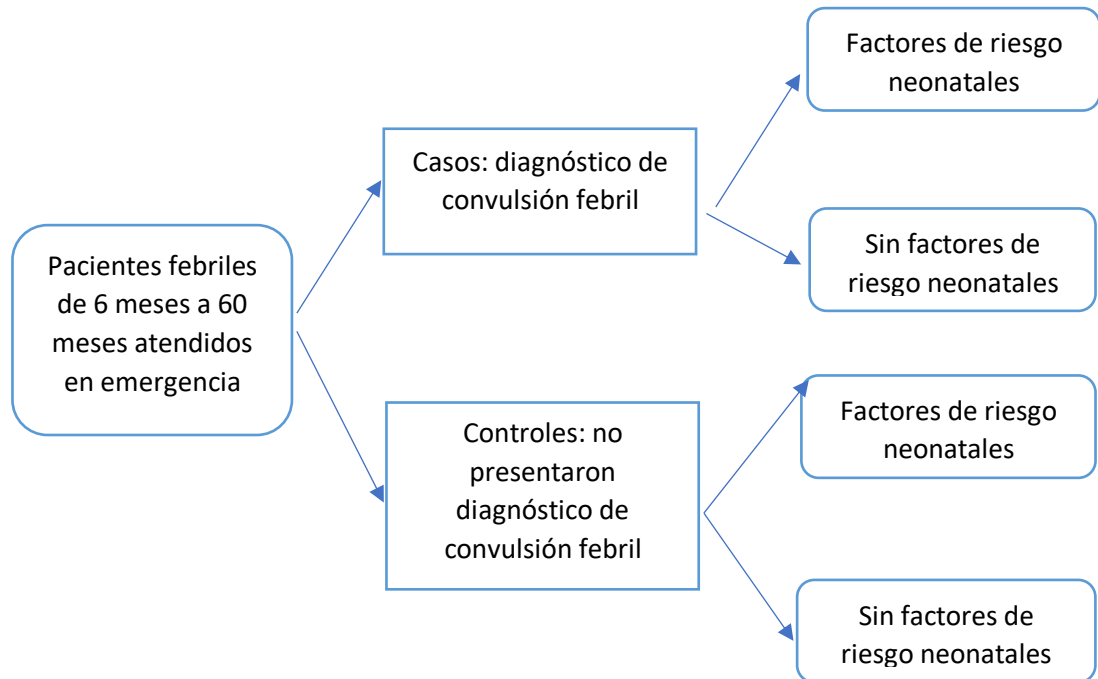 Pacientes febriles
de 6 meses a 60
meses atendidos
en emergencia
Casos: diagnóstico de
convulsión febril
Factores de riesgo
neonatales
Sin factores de
riesgo neonatales
Controles: no
presentaron
diagnóstico de
convulsión febril
Factores de riesgo
neonatales
Sin factores de
riesgo neonatales